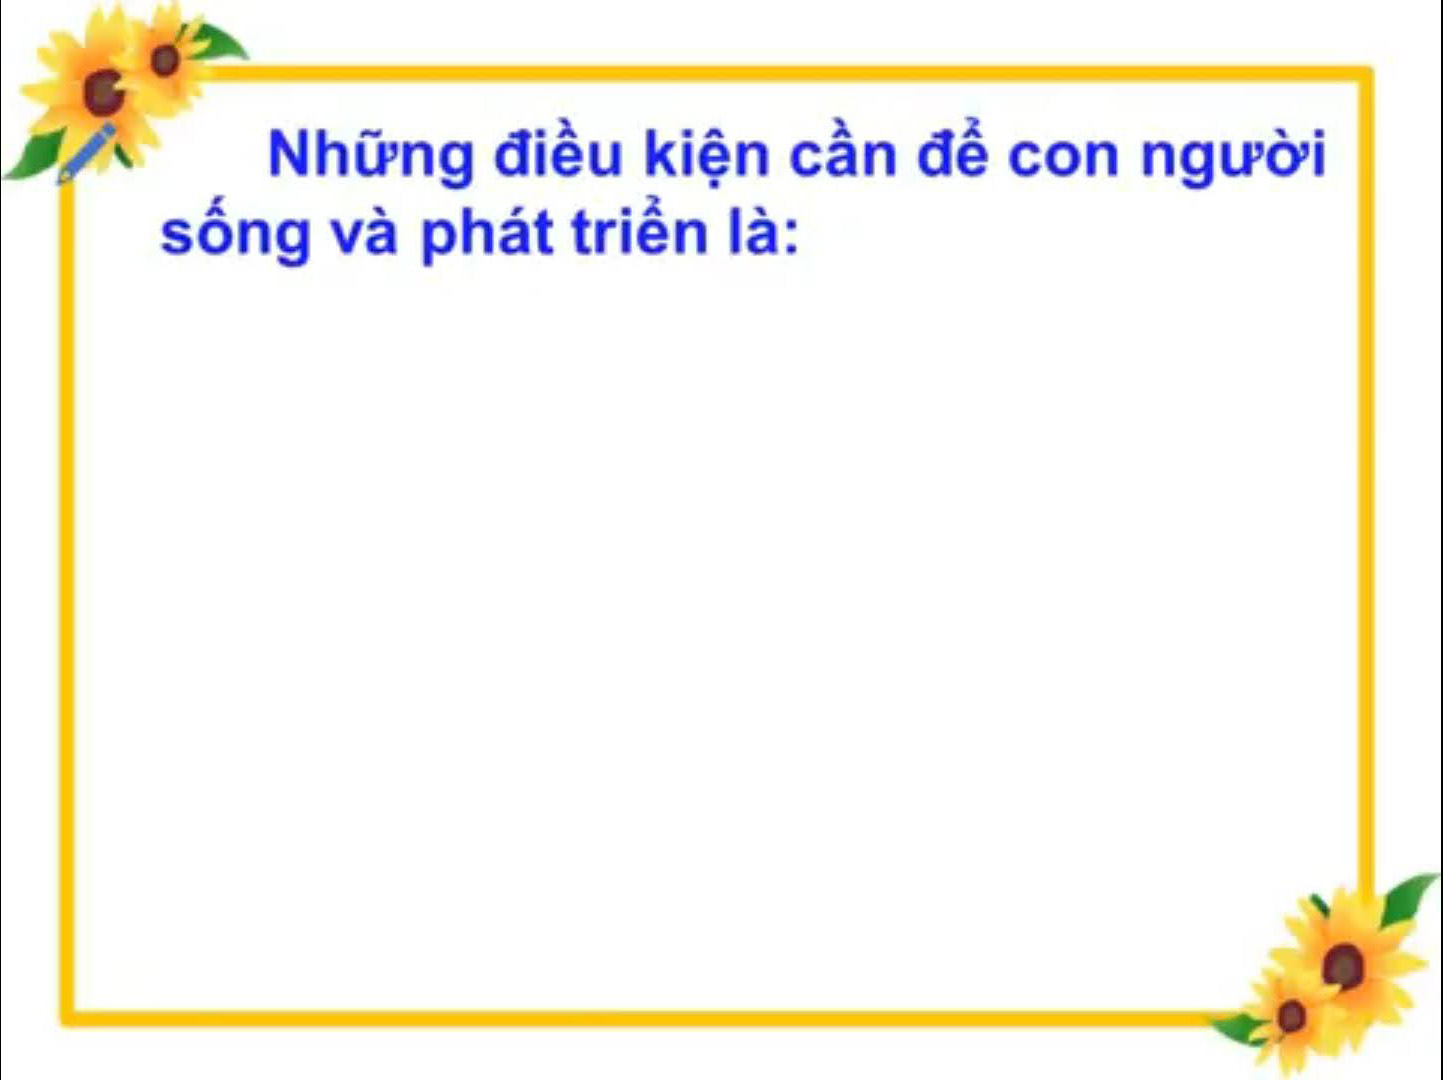 Những điều kiện cần để con người
sống và phát triển là: